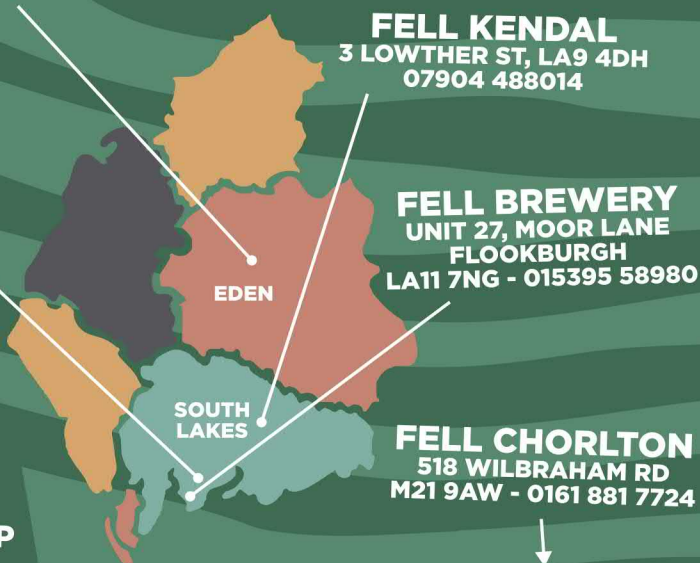 FELL KENDAL
3 LOWTHER ST, LA9 4DH
07904 488014
FELL BREWERY
UNIT 27, MOOR LANE
FLOOKBURGH
LA11 7NG - 015395 58980
EDEN
SOUTH
LAKES
FELL CHORLTON
518 WILBRAHAM RD
M21 9AW - 0161 881 7724
P